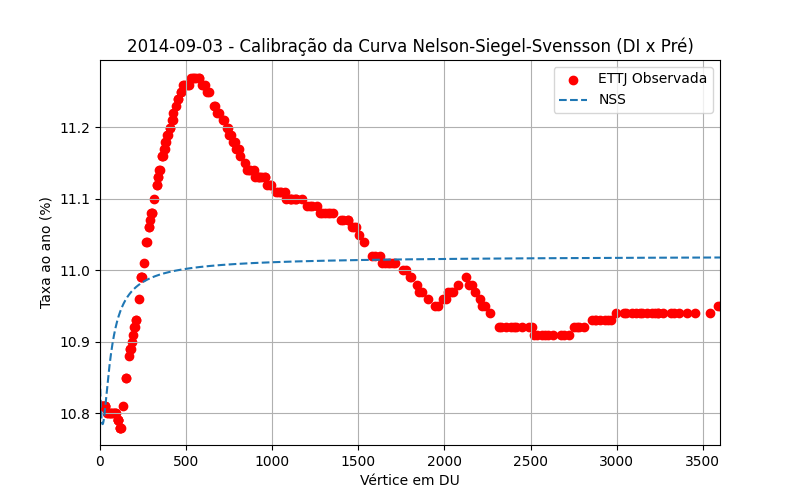 2014-09-03 - Calibração da Curva Nelson-Siegel-Svensson (DI x Pré)
ETTJ Observada
NSS
Taxa ao ano (%)
11.2
11.1
11.0
10.9
10.8
0 500 1000 1500 2000 2500 3000 3500
Vértice em DU